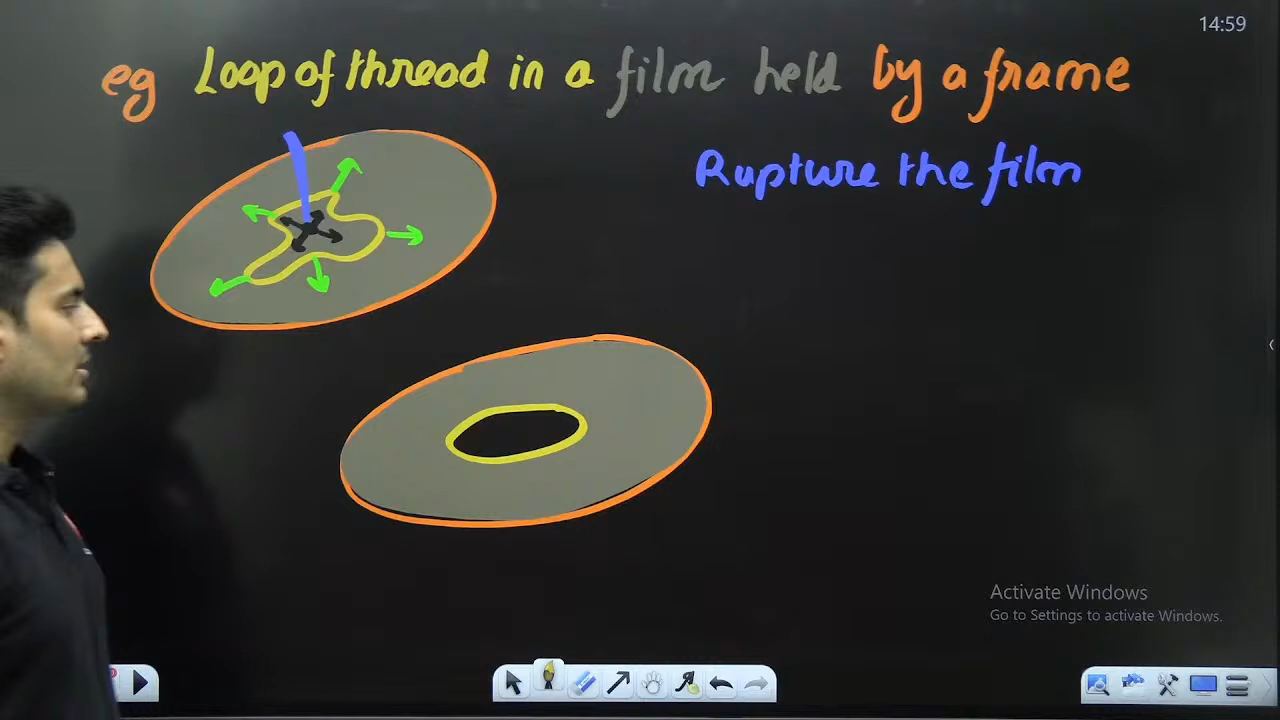 14:59
eg Loop of thread in a film held by a frame
Rupture the film
Activate Windows
Go to Settings to activate Windows.